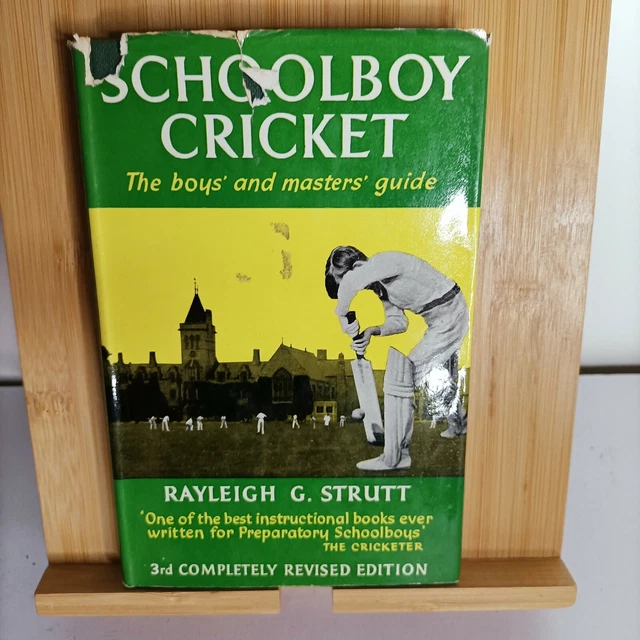 SCHOOLBOY
CRICKET
The boys' and masters' guide
RAYLEIGH G. STRUTT
'One of the best instructional books ever
written for Preparatory Schoolboys'
THE CRICKETER
3rd COMPLETELY REVISED EDITION